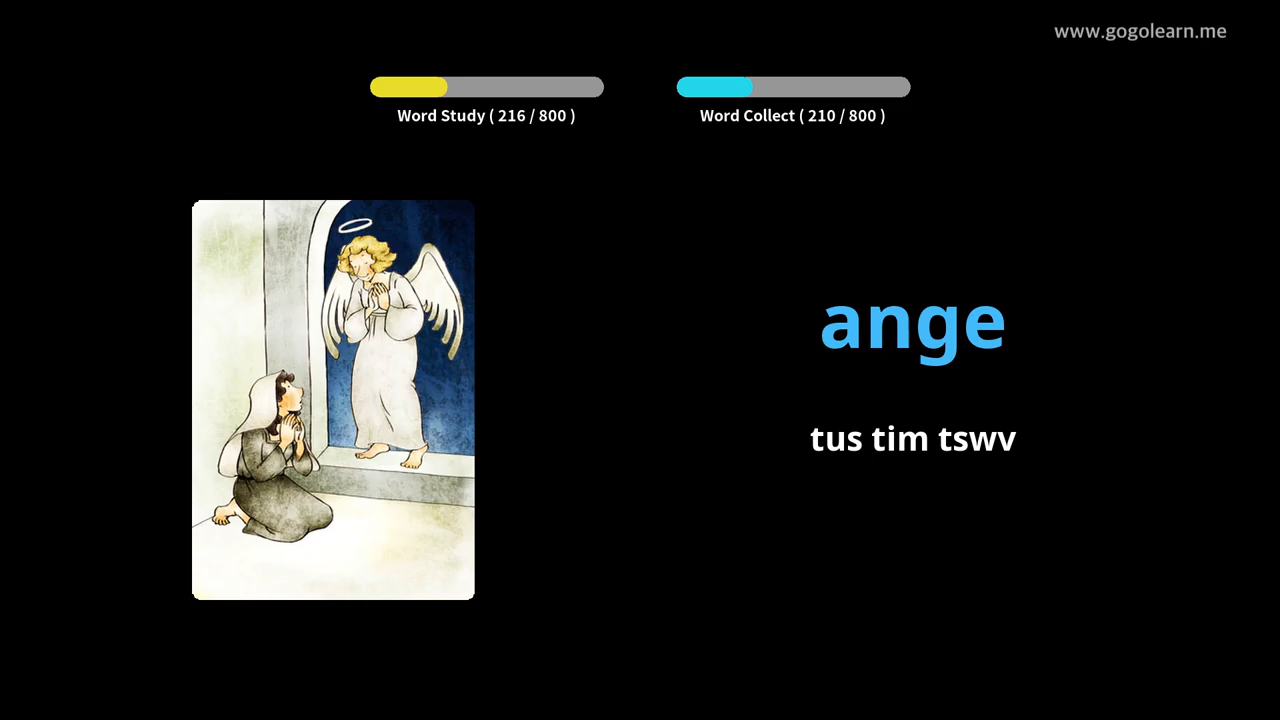 www.gogolearn.me
Word Study ( 216 / 800 )
Word Collect ( 210 / 800 )
ange
tus tim tswv